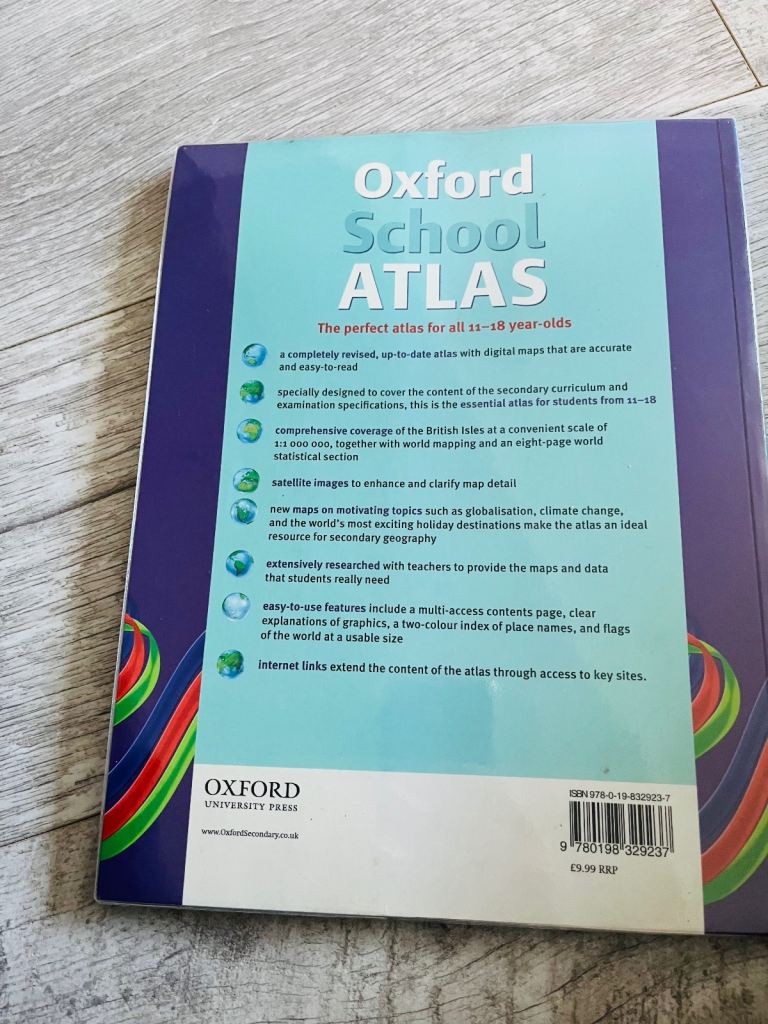 Oxford
School
ATLAS
The perfect atlas for all 11–18 year-olds
a completely revised, up-to-date atlas with digital maps that are accurate
and easy-to-read
specially designed to cover the content of the secondary curriculum and
examination specifications, this is the essential atlas for students from 11–18
comprehensive coverage of the British Isles at a convenient scale of
1:1 000 000, together with world mapping and an eight-page world
statistical section
satellite images to enhance and clarify map detail
new maps on motivating topics such as globalisation, climate change,
and the world's most exciting holiday destinations make the atlas an ideal
resource for secondary geography
extensively researched with teachers to provide the maps and data
that students really need
easy-to-use features include a multi-access contents page, clear
explanations of graphics, a two-colour index of place names, and flags
of the world at a usable size
internet links extend the content of the atlas through access to key sites.
OXFORD
UNIVERSITY PRESS
www.OxfordSecondary.co.uk
ISBN 978-0-19-832923-7
9 780198 329237
£9.99 RRP